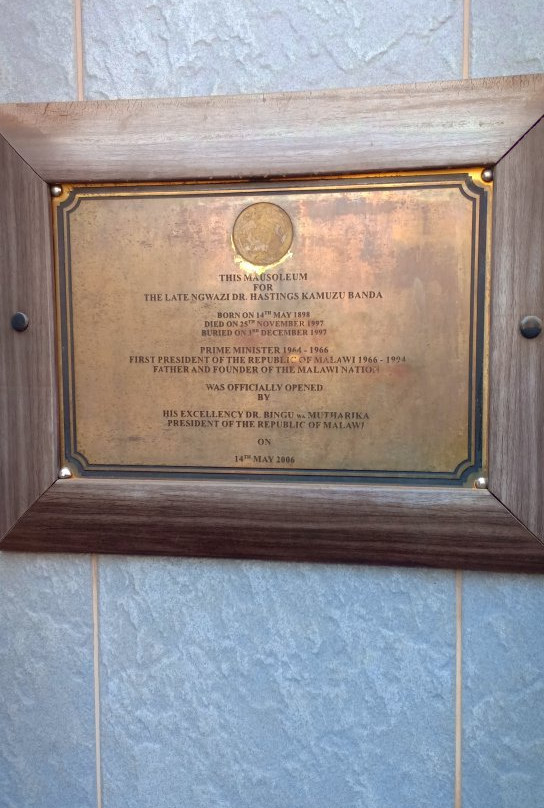 THIS MAUSOLEUM
FOR
THE LATE NGWAZI DR. HASTINGS KAMUZU BANDA
BORN ON 14TH MAY 1898
DIED ON 25TH NOVEMBER 1997
BURIED ON 3RD DECEMBER 1997
PRIME MINISTER 1964 - 1966
FIRST PRESIDENT OF THE REPUBLIC OF MALAWI 1966 - 1994
FATHER AND FOUNDER OF THE MALAWI NATION
WAS OFFICIALLY OPENED
BY
HIS EXCELLENCY DR. BINGU wa MUTHARIKA
PRESIDENT OF THE REPUBLIC OF MALAWI
ON
14TH MAY 2006